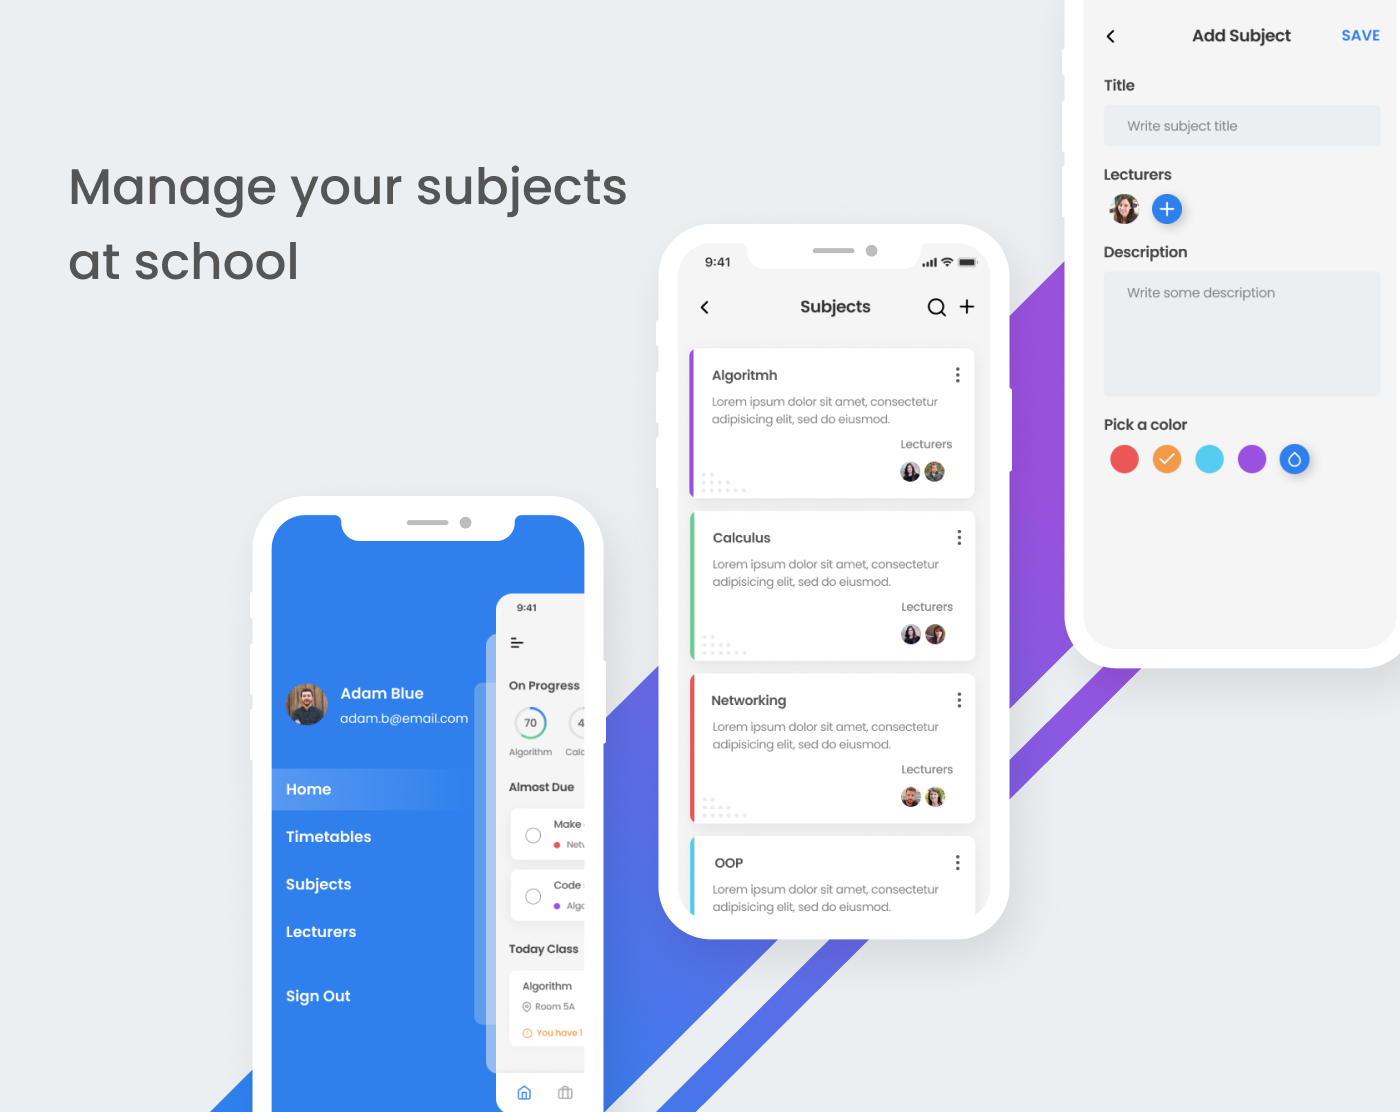 Manage your subjects
at school
Adam Blue
adam.b@email.com
Home
Timetables
Subjects
Lecturers
Sign Out
9:41
On Progress
70
4
Algorithm
Almost Due
Make
Code
Today Class
Algorithm
Room 5A
You have 1
9:41
Subjects
Algoritmh
Lorem ipsum dolor sit amet, consectetur
adipisicing elit, sed do eiusmod.
Lecturers
Calculus
Lorem ipsum dolor sit amet, consectetur
adipisicing elit, sed do eiusmod.
Lecturers
Networking
Lorem ipsum dolor sit amet, consectetur
adipisicing elit, sed do eiusmod.
Lecturers
OOP
Lorem ipsum dolor sit amet, consectetur
adipisicing elit, sed do eiusmod.
Add Subject
SAVE
Title
Write subject title
Lecturers
Description
Write some description
Pick a color